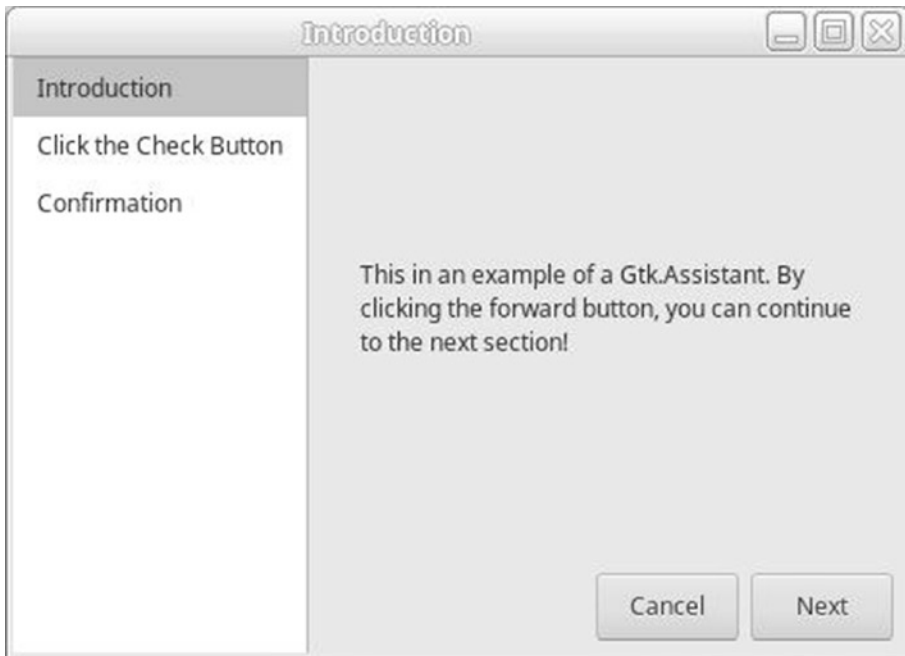 Introduction
Introduction
Click the Check Button
Confirmation
This in an example of a Gtk.Assistant. By
clicking the forward button, you can continue
to the next section!
Cancel
Next